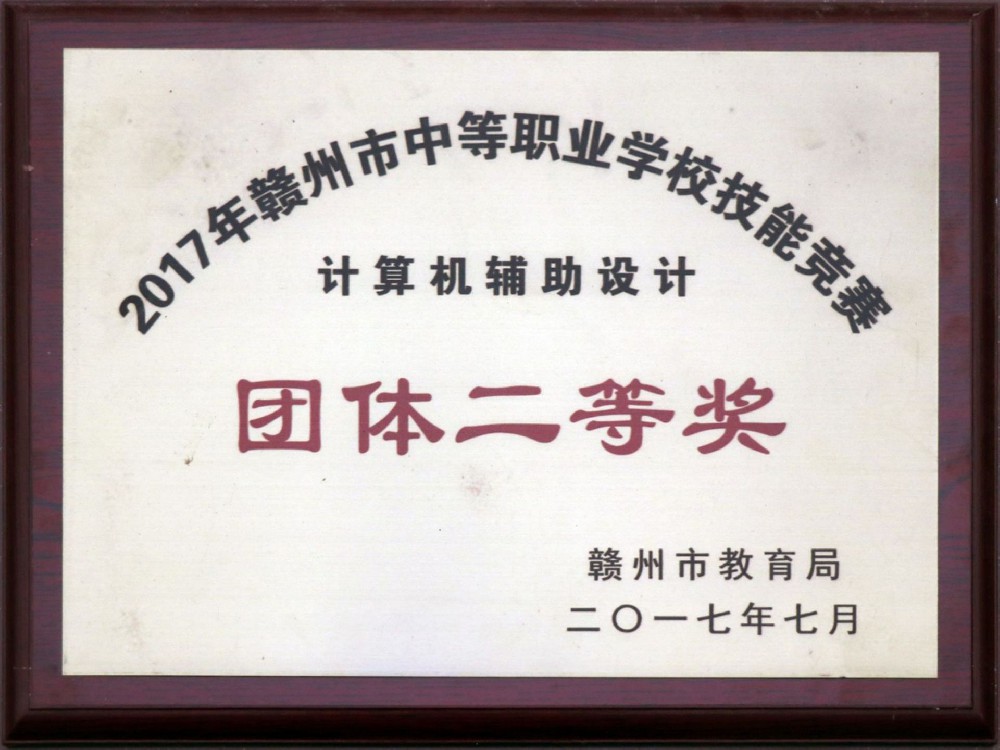 2017年赣州市中等职业学校技能竞赛
计算机辅助设计
团体二等奖
赣州市教育局
二〇一七年七月